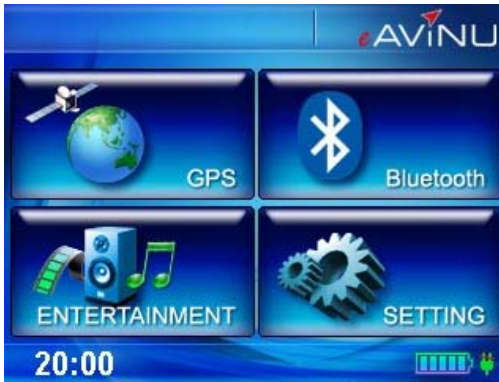 eAVINU
GPS
Bluetooth
ENTERTAINMENT
SETTING
20:00